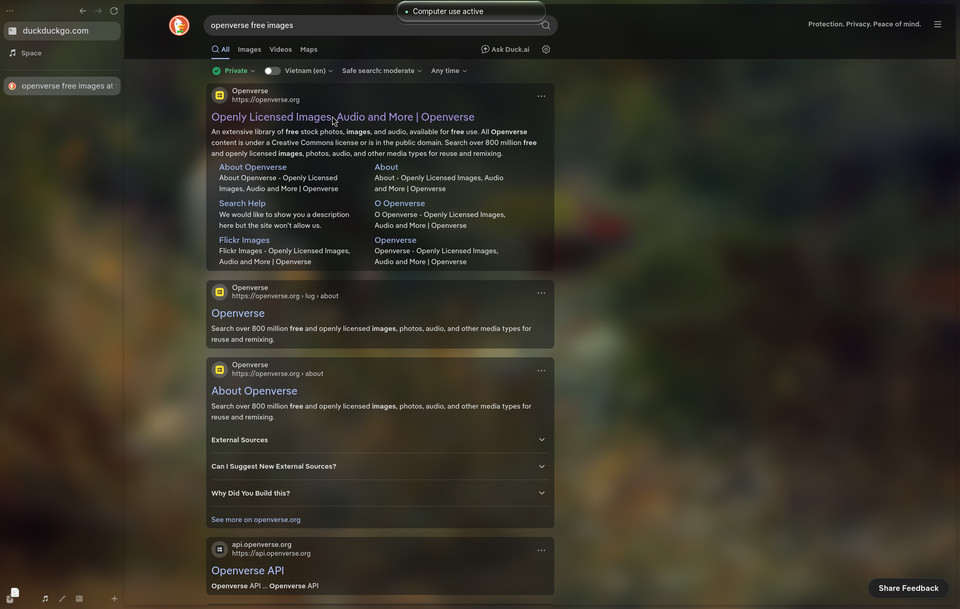 Computer use active
duckduckgo.com
openverse free images
Protection. Privacy. Peace of mind.
Space
All
Images
Videos
Maps
Ask Duck.ai
Private
Vietnam (en)
Safe search: moderate
Any time
openverse free images at
Openverse
https://openverse.org
Openly Licensed Images, Audio and More | Openverse
An extensive library of free stock photos, images, and audio, available for free use. All Openverse
content is under a Creative Commons license or is in the public domain. Search over 800 million free
and openly licensed images, photos, audio, and other media types for reuse and remixing.
About Openverse
About Openverse - Openly Licensed
Images, Audio and More | Openverse
About
About - Openly Licensed Images, Audio
and More | Openverse
Search Help
We would like to show you a description
here but the site won't allow us.
O Openverse
O Openverse - Openly Licensed Images,
Audio and More | Openverse
Flickr Images
Flickr Images - Openly Licensed Images,
Audio and More | Openverse
Openverse
Openverse - Openly Licensed Images,
Audio and More | Openverse
Openverse
https://openverse.org › lug › about
Openverse
Search over 800 million free and openly licensed images, photos, audio, and other media types for
reuse and remixing.
Openverse
https://openverse.org › about
About Openverse
Search over 800 million free and openly licensed images, photos, audio, and other media types for
reuse and remixing.
External Sources
Can I Suggest New External Sources?
Why Did You Build this?
See more on openverse.org
api.openverse.org
https://api.openverse.org
Openverse API
Openverse API ... Openverse API
Share Feedback